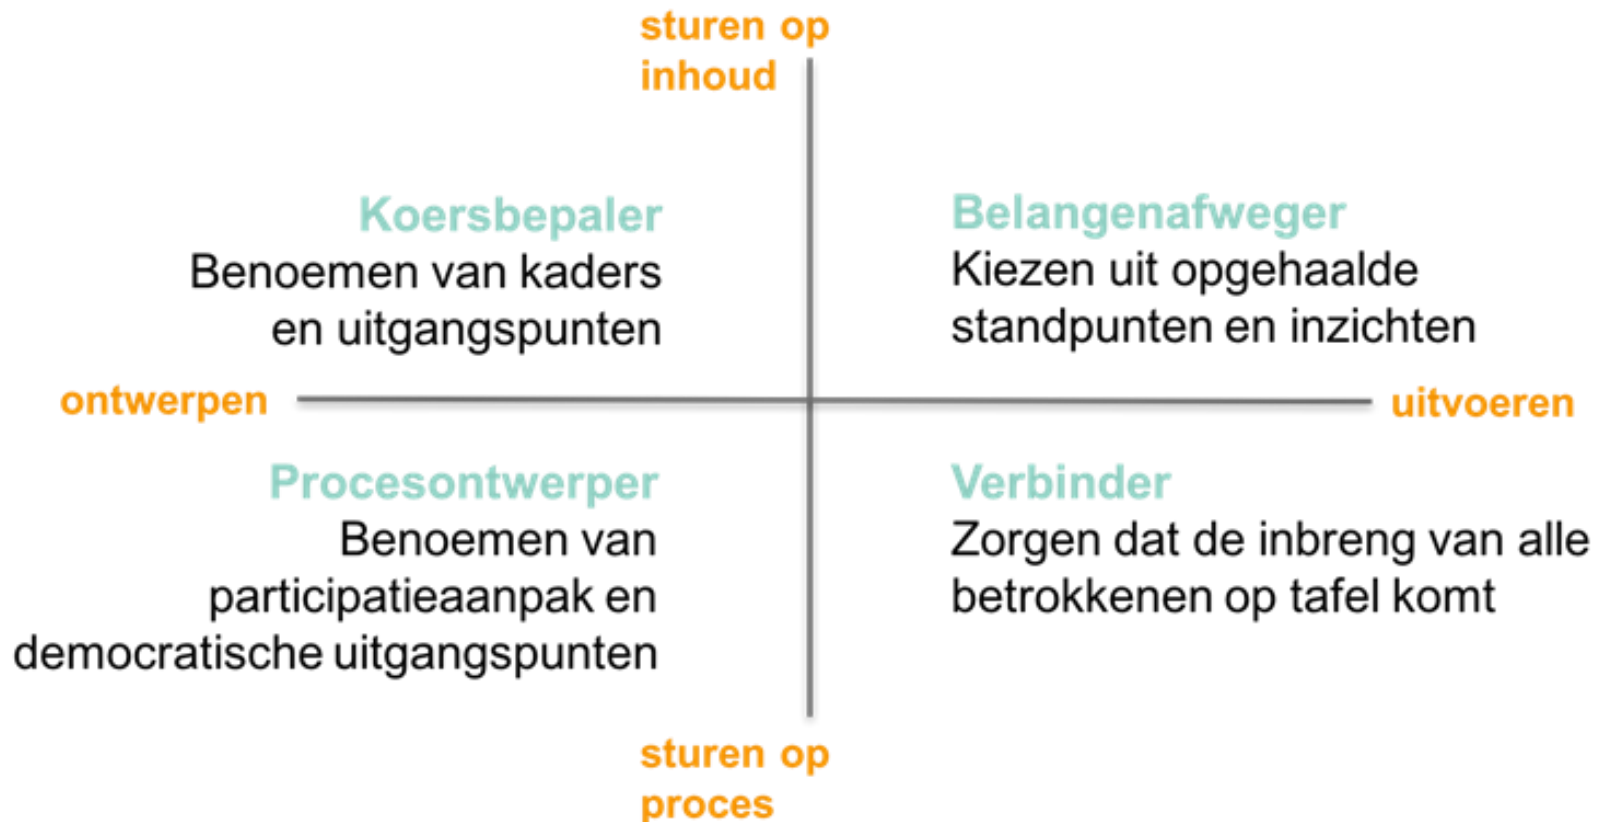 sturen op
inhoud
Koersbepaler
Benoemen van kaders
en uitgangspunten
Belangenafweger
Kiezen uit opgehaalde
standpunten en inzichten
ontwerpen
uitvoeren
Procesontwerper
Benoemen van
participatieaanpak en
democratische uitgangspunten
Verbinder
Zorgen dat de inbreng van alle
betrokkenen op tafel komt
sturen op
proces